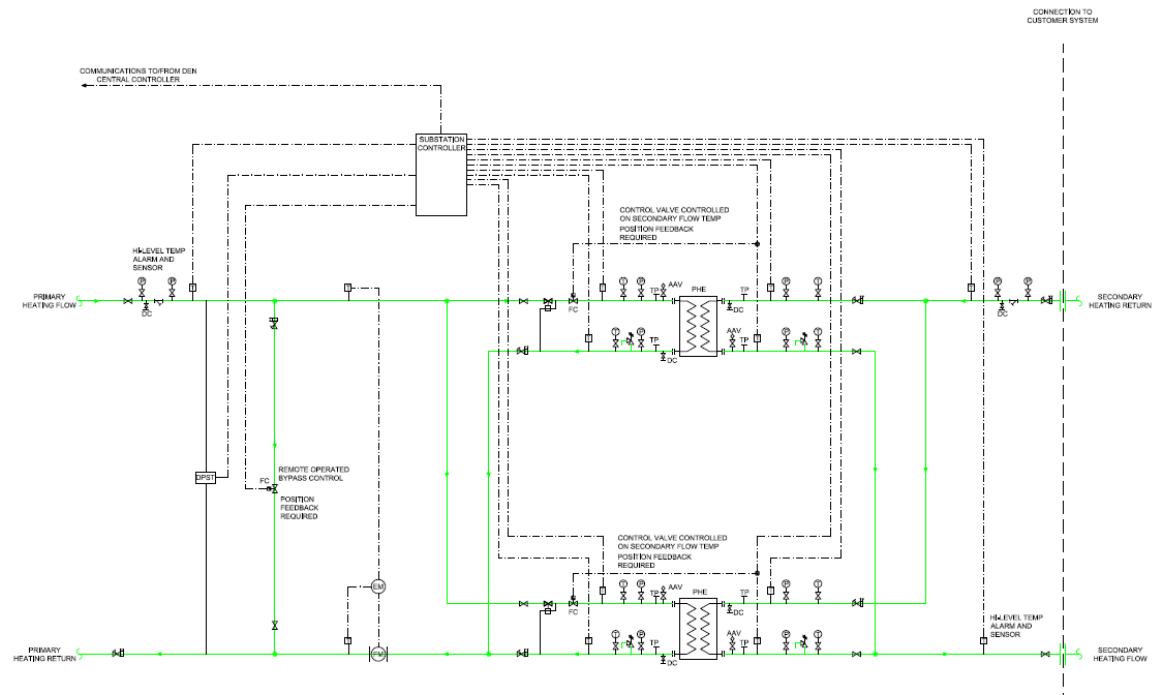 CONNECTION TO
CUSTOMER SYSTEM
COMMUNICATIONS TO/FROM DEN
CENTRAL CONTROLLER
SUBSTATION
CONTROLLER
CONTROL VALVE CONTROLLED
ON SECONDARY FLOW TEMP
POSITION FEEDBACK
REQUIRED
HI-LEVEL TEMP
ALARM AND
SENSOR
P
P
T
T
T
P
TP
AAV
PHE
TP
P
T
T
P
P
PRIMARY
HEATING FLOW
DC
FC
DC
DC
SECONDARY
HEATING RETURN
T
T
P
TP
AAV
TP
T
P
T
DC
DPST
REMOTE OPERATED
BYPASS CONTROL
FC
POSITION
FEEDBACK
REQUIRED
CONTROL VALVE CONTROLLED
ON SECONDARY FLOW TEMP
POSITION FEEDBACK
REQUIRED
EM
T
T
P
TP
AAV
PHE
TP
T
P
T
FC
DC
HI-LEVEL TEMP
ALARM AND
SENSOR
PRIMARY
HEATING RETURN
T
FM
T
T
P
TP
AAV
TP
T
P
T
T
DC
SECONDARY
HEATING FLOW